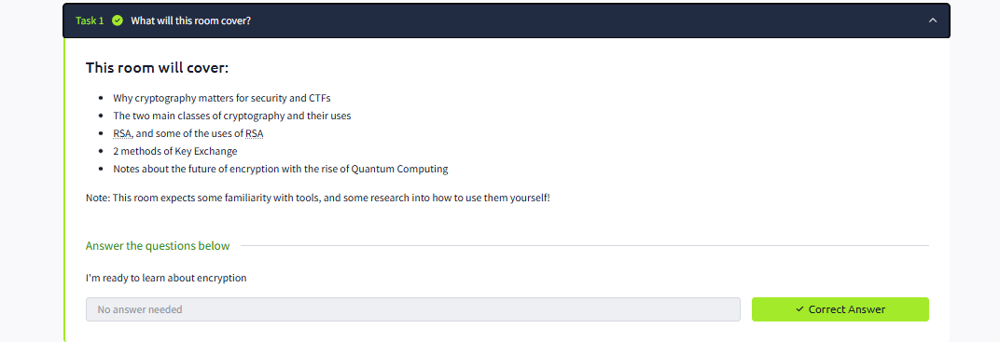 Task 1 What will this room cover?
This room will cover:
Why cryptography matters for security and CTFs
The two main classes of cryptography and their uses
RSA, and some of the uses of RSA
2 methods of Key Exchange
Notes about the future of encryption with the rise of Quantum Computing
Note: This room expects some familiarity with tools, and some research into how to use them yourself!
Answer the questions below
I'm ready to learn about encryption
No answer needed
Correct Answer